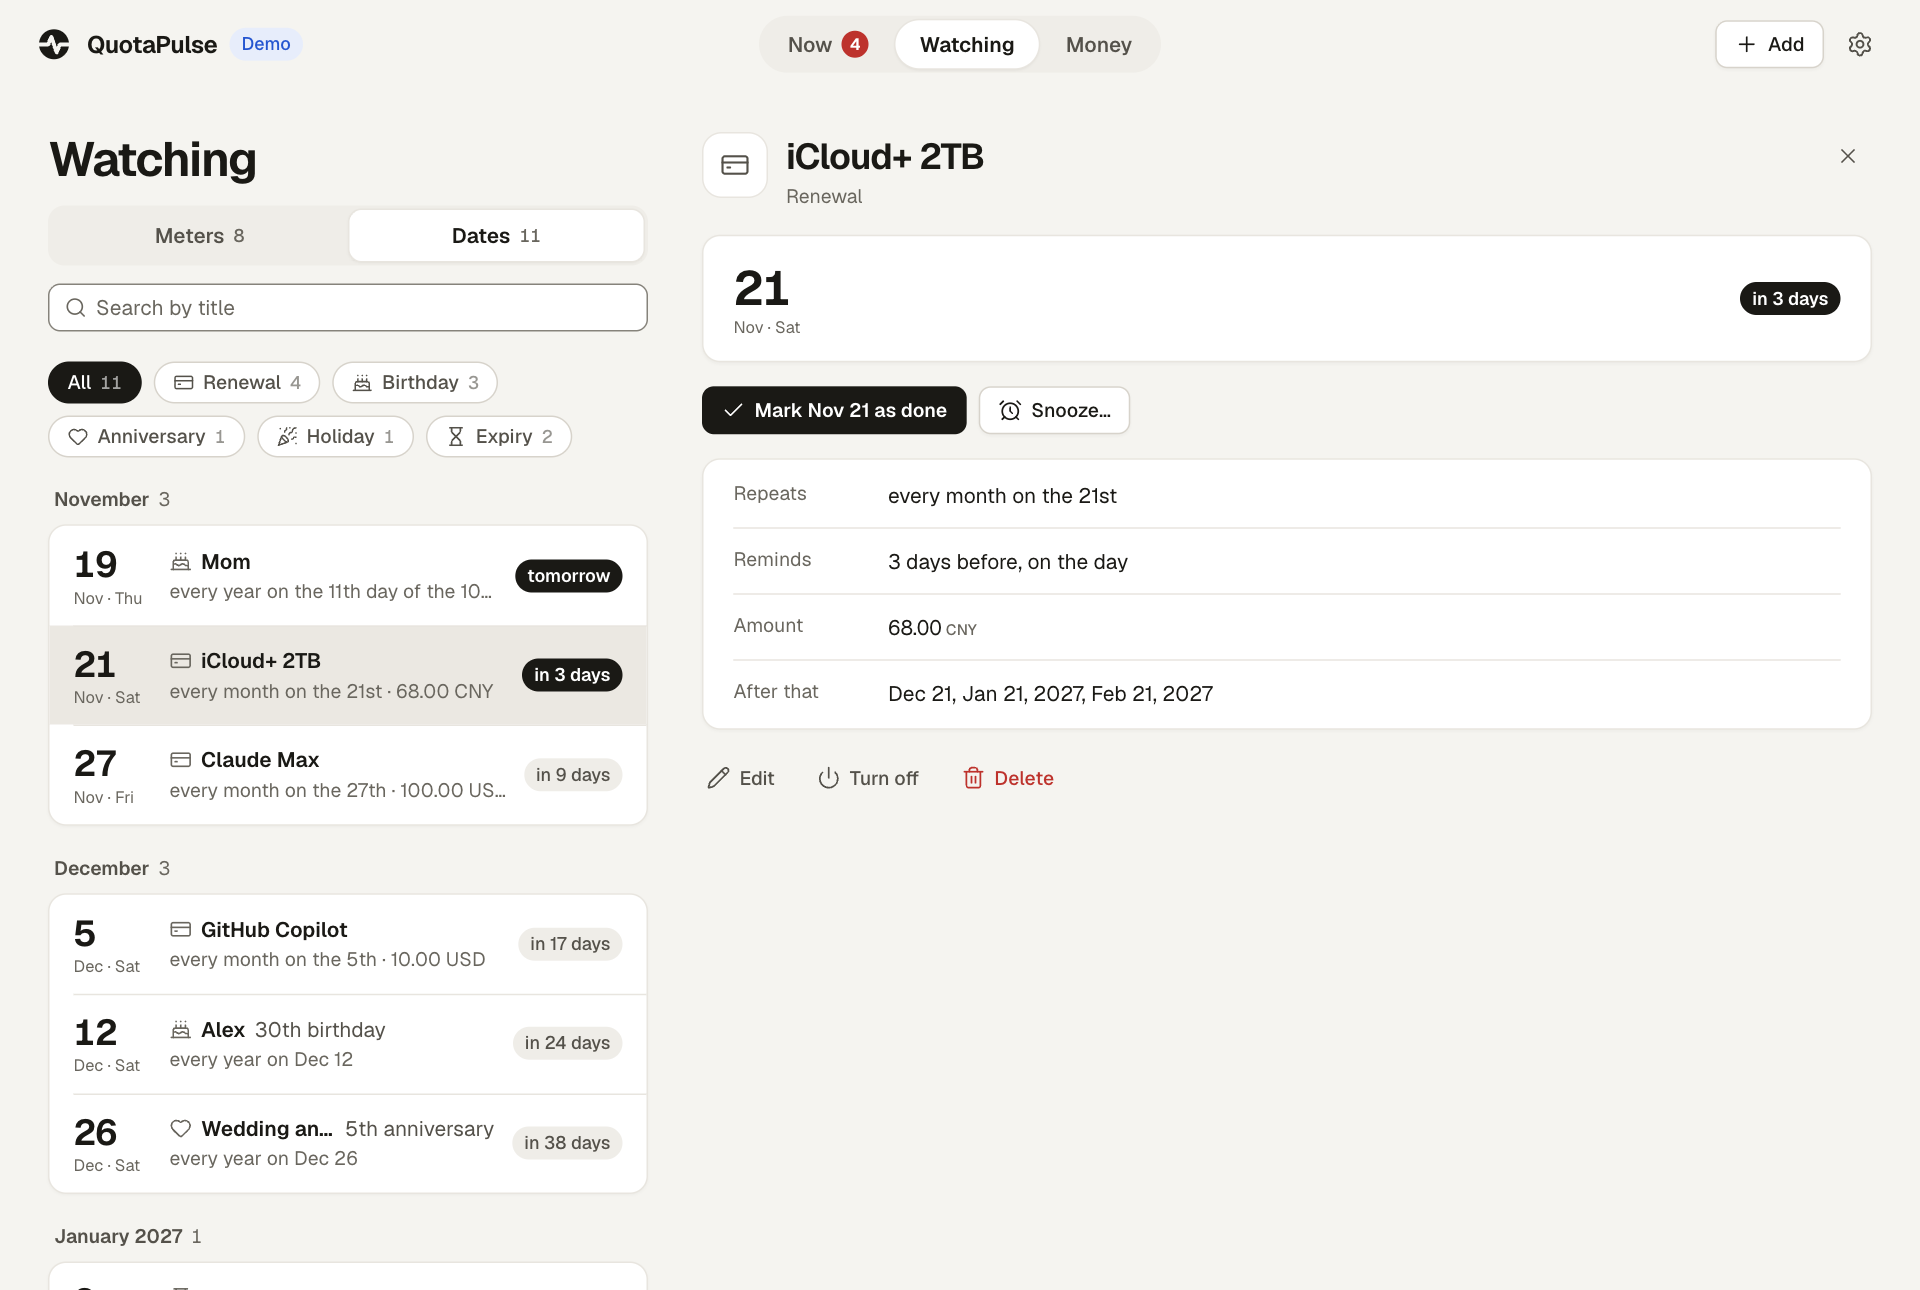 QuotaPulse Demo
Now 4 Watching Money
Add
Watching
Meters 8 Dates 11
Search by title
All 11 Renewal 4 Birthday 3
Anniversary 1 Holiday 1 Expiry 2
November 3
19 Mom
Nov · Thu every year on the 11th day of the 10... tomorrow
21 iCloud+ 2TB
Nov · Sat every month on the 21st · 68.00 CNY in 3 days
27 Claude Max
Nov · Fri every month on the 27th · 100.00 US... in 9 days
December 3
5 GitHub Copilot
Dec · Sat every month on the 5th · 10.00 USD in 17 days
12 Alex 30th birthday
Dec · Sat every year on Dec 12 in 24 days
26 Wedding an... 5th anniversary
Dec · Sat every year on Dec 26 in 38 days
January 2027 1
iCloud+ 2TB
Renewal
21
Nov · Sat
in 3 days
Mark Nov 21 as done Snooze...
Repeats every month on the 21st
Reminds 3 days before, on the day
Amount 68.00 CNY
After that Dec 21, Jan 21, 2027, Feb 21, 2027
Edit Turn off Delete